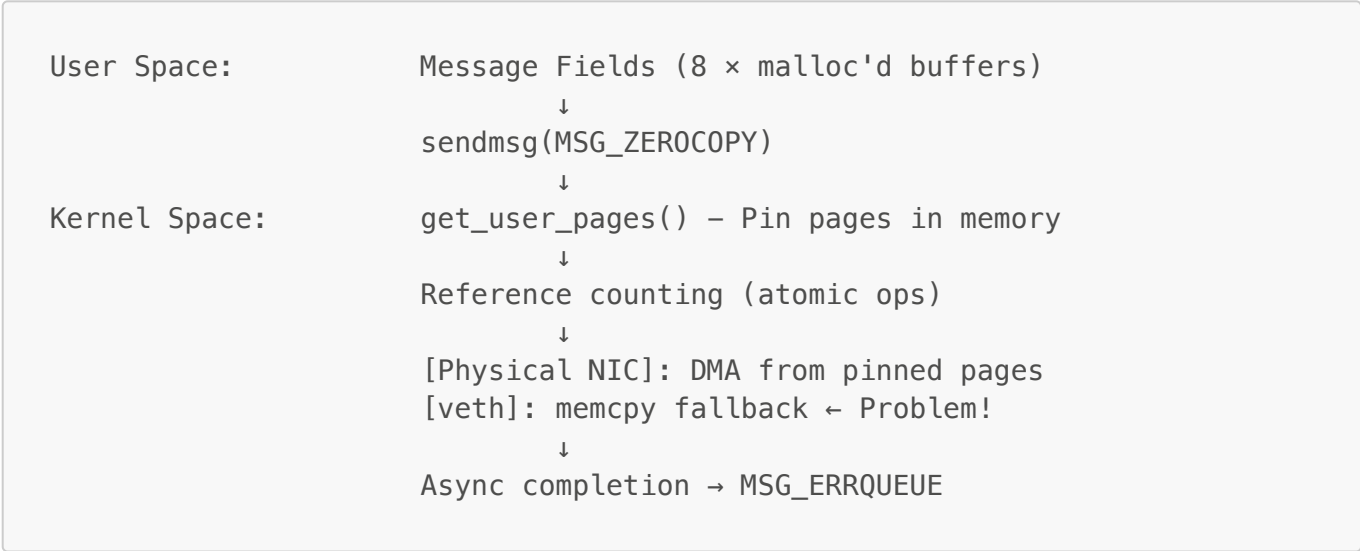 User Space: Message Fields (8 × malloc'd buffers)
↓
sendmsg(MSG_ZEROCOPY)
↓
Kernel Space: get_user_pages() – Pin pages in memory
↓
Reference counting (atomic ops)
↓
[Physical NIC]: DMA from pinned pages
[veth]: memcpy fallback ← Problem!
↓
Async completion → MSG_ERRQUEUE